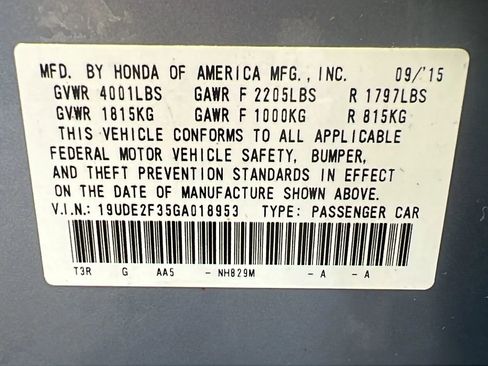 MFD. BY HONDA OF AMERICA MFG., INC. 09/'15
GVWR 4001LBS GAWR F 2205LBS R 1797LBS
GVWR 1815KG GAWR F 1000KG R 815KG
THIS VEHICLE CONFORMS TO ALL APPLICABLE
FEDERAL MOTOR VEHICLE SAFETY, BUMPER,
AND THEFT PREVENTION STANDARDS IN EFFECT
ON THE DATE OF MANUFACTURE SHOWN ABOVE.
V.I.N.: 19UDE2F35GA018953 TYPE: PASSENGER CAR
T3R G AA5 - NH829M - A - A